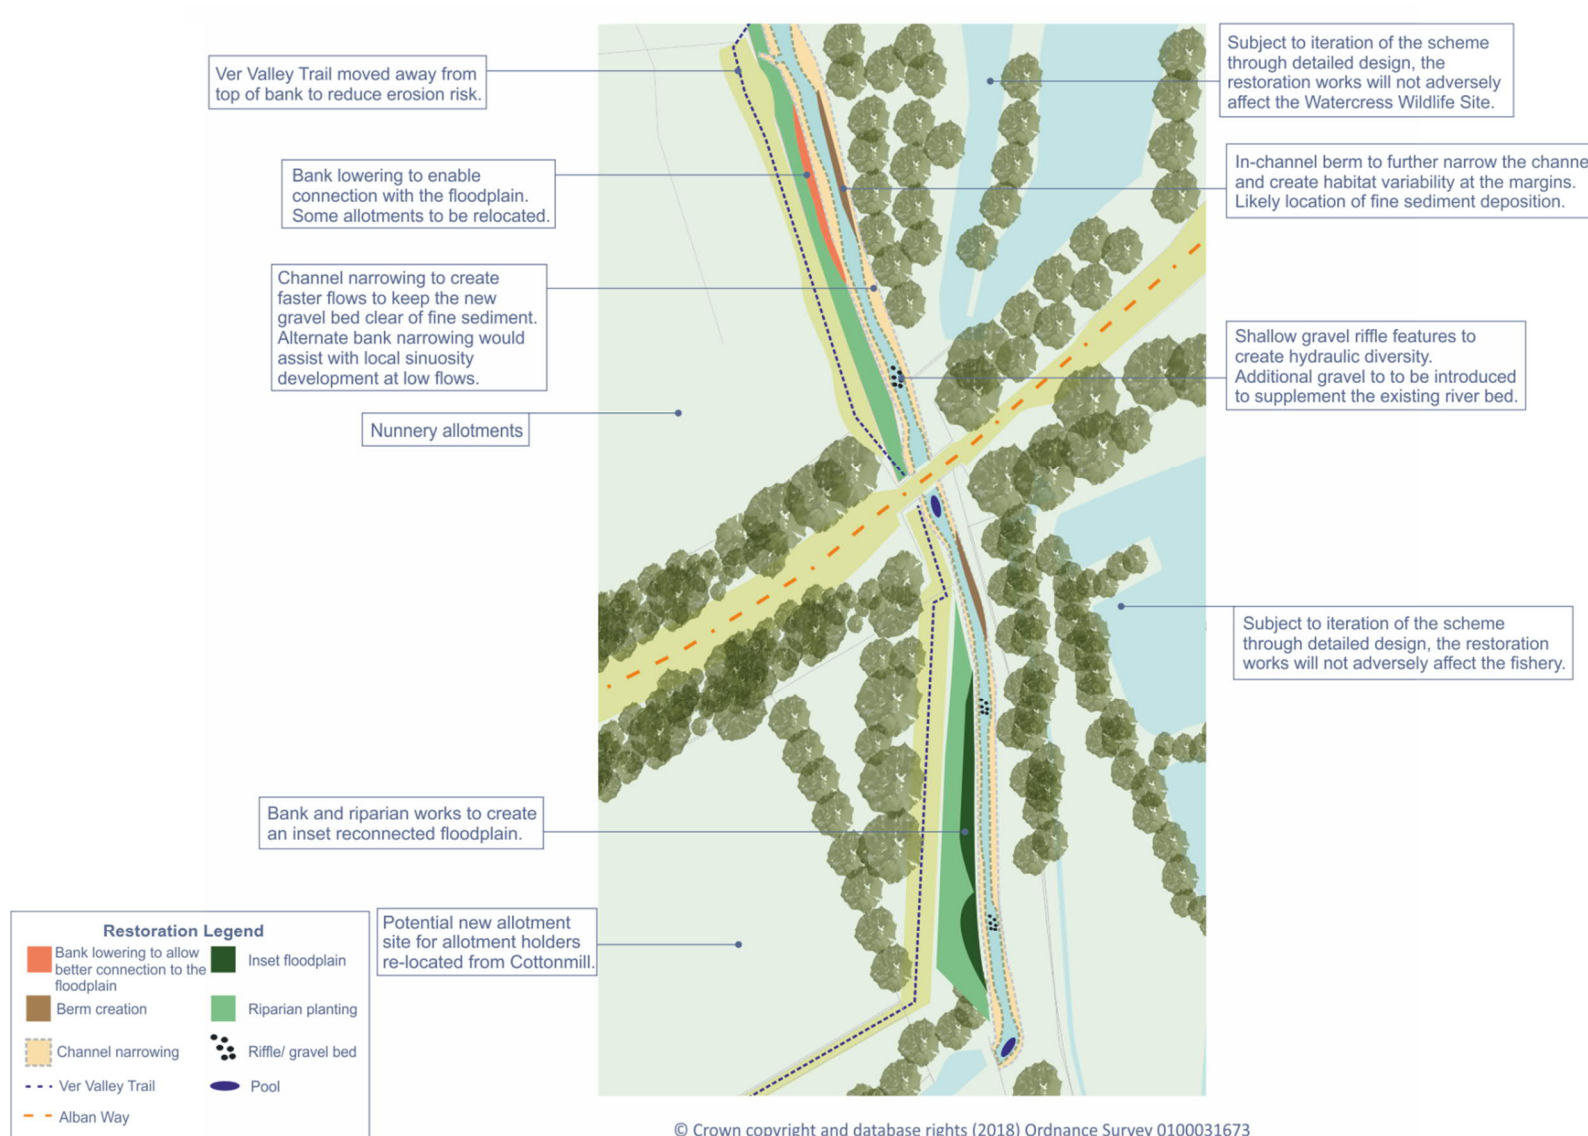 Ver Valley Trail moved away from
top of bank to reduce erosion risk.
Bank lowering to enable
connection with the floodplain.
Some allotments to be relocated.
Channel narrowing to create
faster flows to keep the new
gravel bed clear of fine sediment.
Alternate bank narrowing would
assist with local sinuosity
development at low flows.
Nunnery allotments
Bank and riparian works to create
an inset reconnected floodplain.
Potential new allotment
site for allotment holders
re-located from Cottonmill.
Subject to iteration of the scheme
through detailed design, the
restoration works will not adversely
affect the Watercress Wildlife Site.
In-channel berm to further narrow the channe
and create habitat variability at the margins.
Likely location of fine sediment deposition.
Shallow gravel riffle features to
create hydraulic diversity.
Additional gravel to to be introduced
to supplement the existing river bed.
Subject to iteration of the scheme
through detailed design, the restoration
works will not adversely affect the fishery.
Restoration Legend
Bank lowering to allow
better connection to the
floodplain
Berm creation
Channel narrowing
Ver Valley Trail
Alban Way
Inset floodplain
Riparian planting
Riffle/ gravel bed
Pool
© Crown copyright and database rights (2018) Ordnance Survey 0100031673